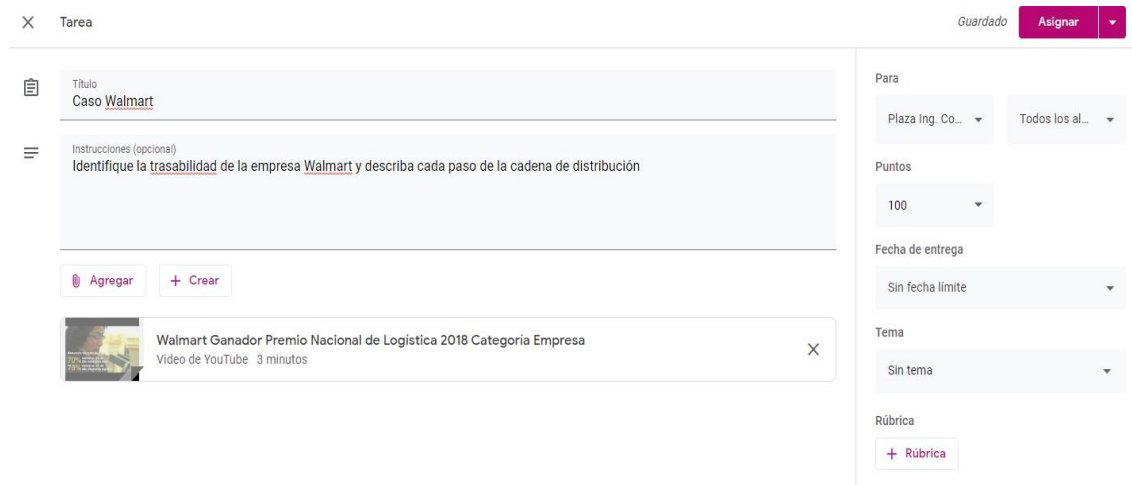 Tarea
Guardado
Asignar
Título
Caso Walmart
Instrucciones (opcional)
Identifique la trasabilidad de la empresa Walmart y describa cada paso de la cadena de distribución
Agregar
+ Crear
Walmart Ganador Premio Nacional de Logística 2018 Categoría Empresa
Video de YouTube 3 minutos
Para
Plaza Ing. Co...
Todos los al...
Puntos
100
Fecha de entrega
Sin fecha límite
Tema
Sin tema
Rúbrica
+ Rúbrica